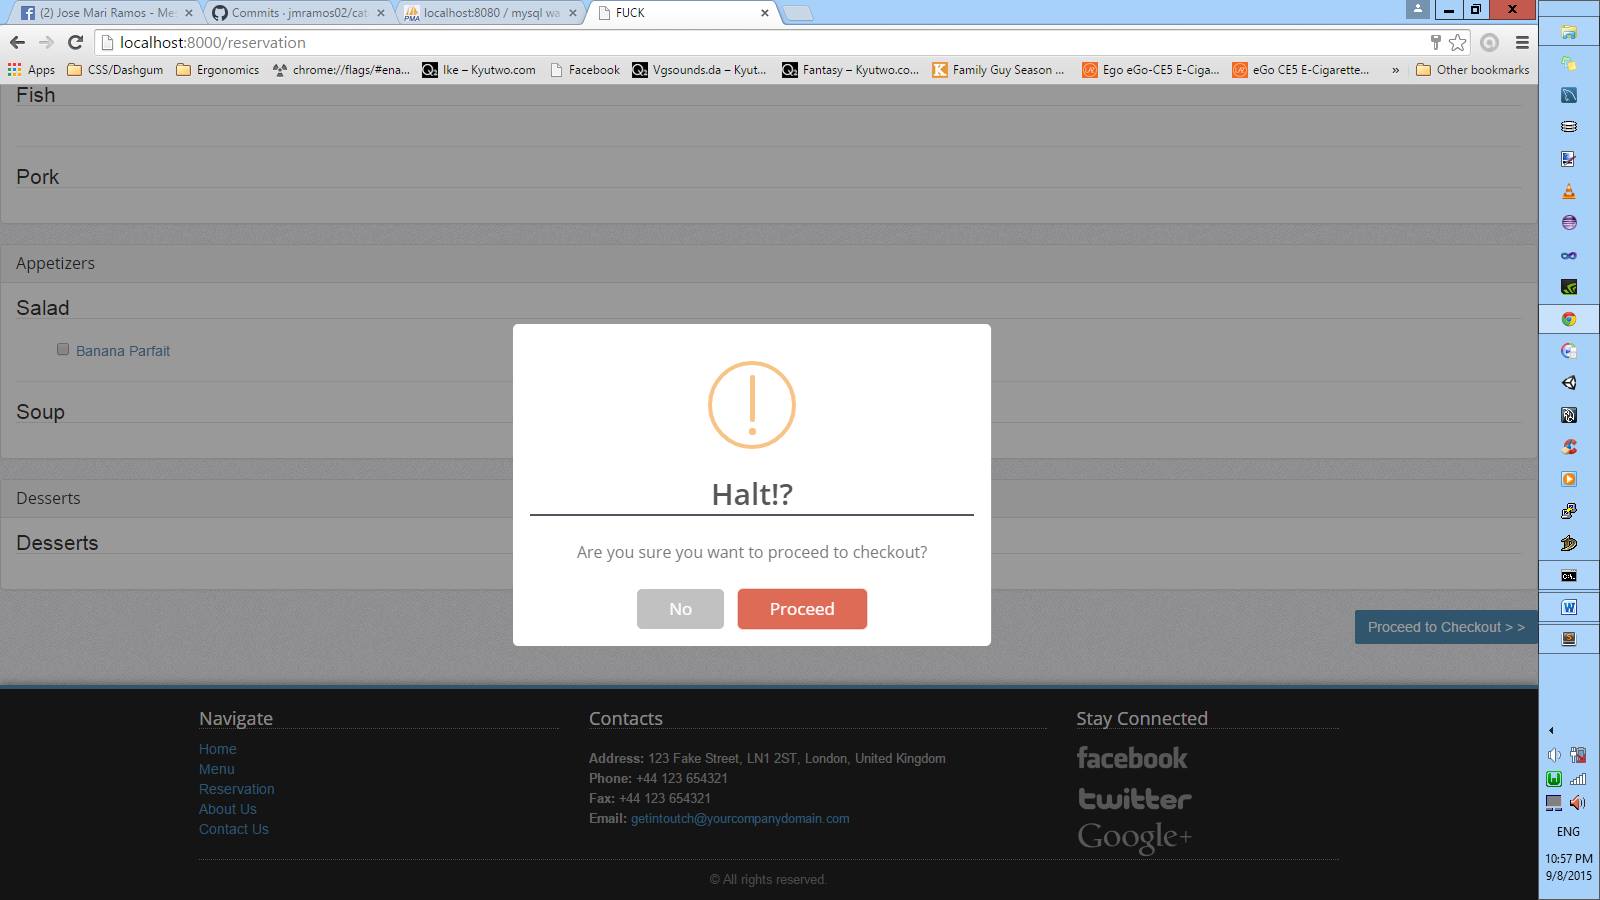 (2) Jose Mari Ramos - Me
Commits · jmramos02/cat
PMA
localhost:8080 / mysql wa
FUCK
localhost:8000/reservation
Apps
CSS/Dashgum
Ergonomics
chrome://flags/#ena...
Ike – Kyutwo.com
Facebook
Vgsounds.da – Kyut...
Fantasy – Kyutwo.co...
Family Guy Season ...
Ego eGo-CE5 E-Ciga...
eGo CE5 E-Cigarette...
»
Other bookmarks
Fish
Pork
Appetizers
Salad
Banana Parfait
Soup
Desserts
Desserts
Halt!?
Are you sure you want to proceed to checkout?
No
Proceed
Proceed to Checkout > >
Navigate
Home
Menu
Reservation
About Us
Contact Us
Contacts
Address: 123 Fake Street, LN1 2ST, London, United Kingdom
Phone: +44 123 654321
Fax: +44 123 654321
Email: getintoutch@yourcompanydomain.com
Stay Connected
facebook
twitter
Google+
© All rights reserved.
ENG
10:57 PM
9/8/2015